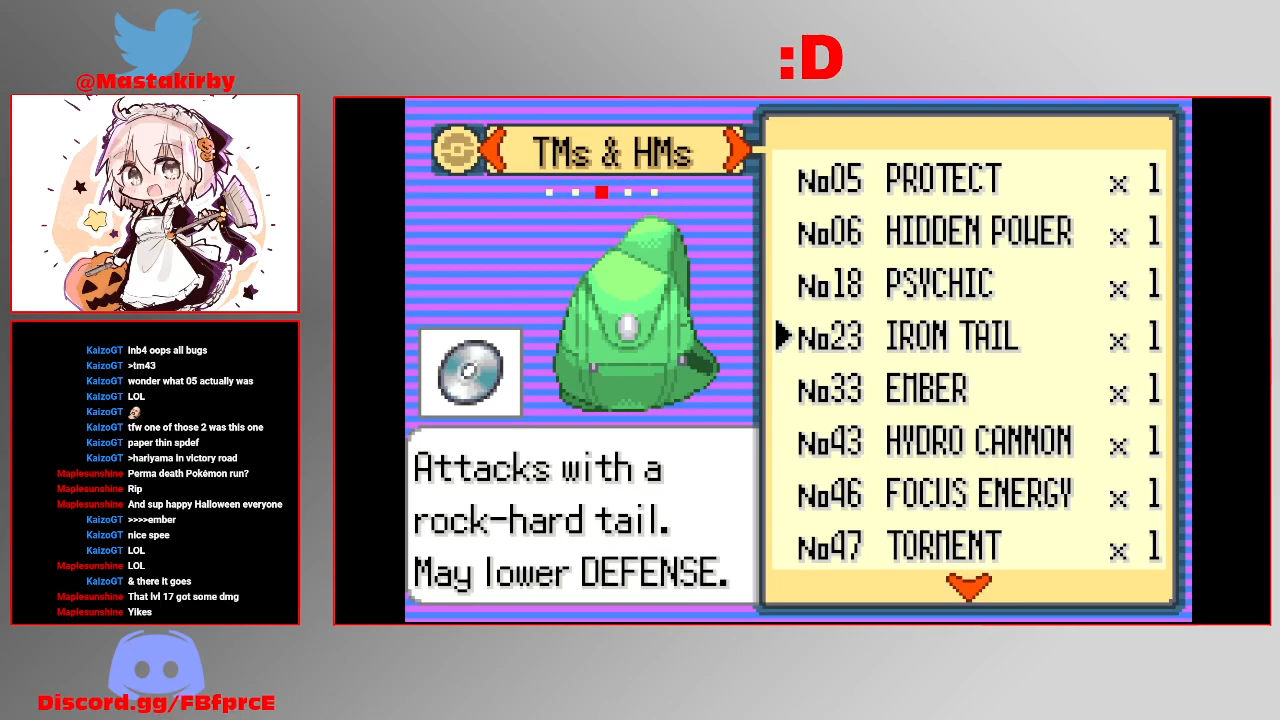 @Mastakirby
:D
TMs & HMs
No05 PROTECT x 1
No06 HIDDEN POWER x 1
No18 PSYCHIC x 1
No23 IRON TAIL x 1
No33 EMBER x 1
No43 HYDRO CANNON x 1
No46 FOCUS ENERGY x 1
No47 TORMENT x 1
Attacks with a
rock-hard tail.
May lower DEFENSE.
KaizoGT Inb4 oops all bugs
KaizoGT >tm43
KaizoGT wonder what 05 actually was
KaizoGT LOL
KaizoGT
KaizoGT tfw one of those 2 was this one
KaizoGT paper thin spdef
KaizoGT >hariyama in victory road
Maplesunshine Perma death Pokémon run?
Maplesunshine Rip
Maplesunshine And sup happy Halloween everyone
KaizoGT >>>>ember
KaizoGT nice spee
KaizoGT LOL
Maplesunshine LOL
KaizoGT & there it goes
Maplesunshine That lvl 17 got some dmg
Maplesunshine Yikes
Discord.gg/FBfprcE